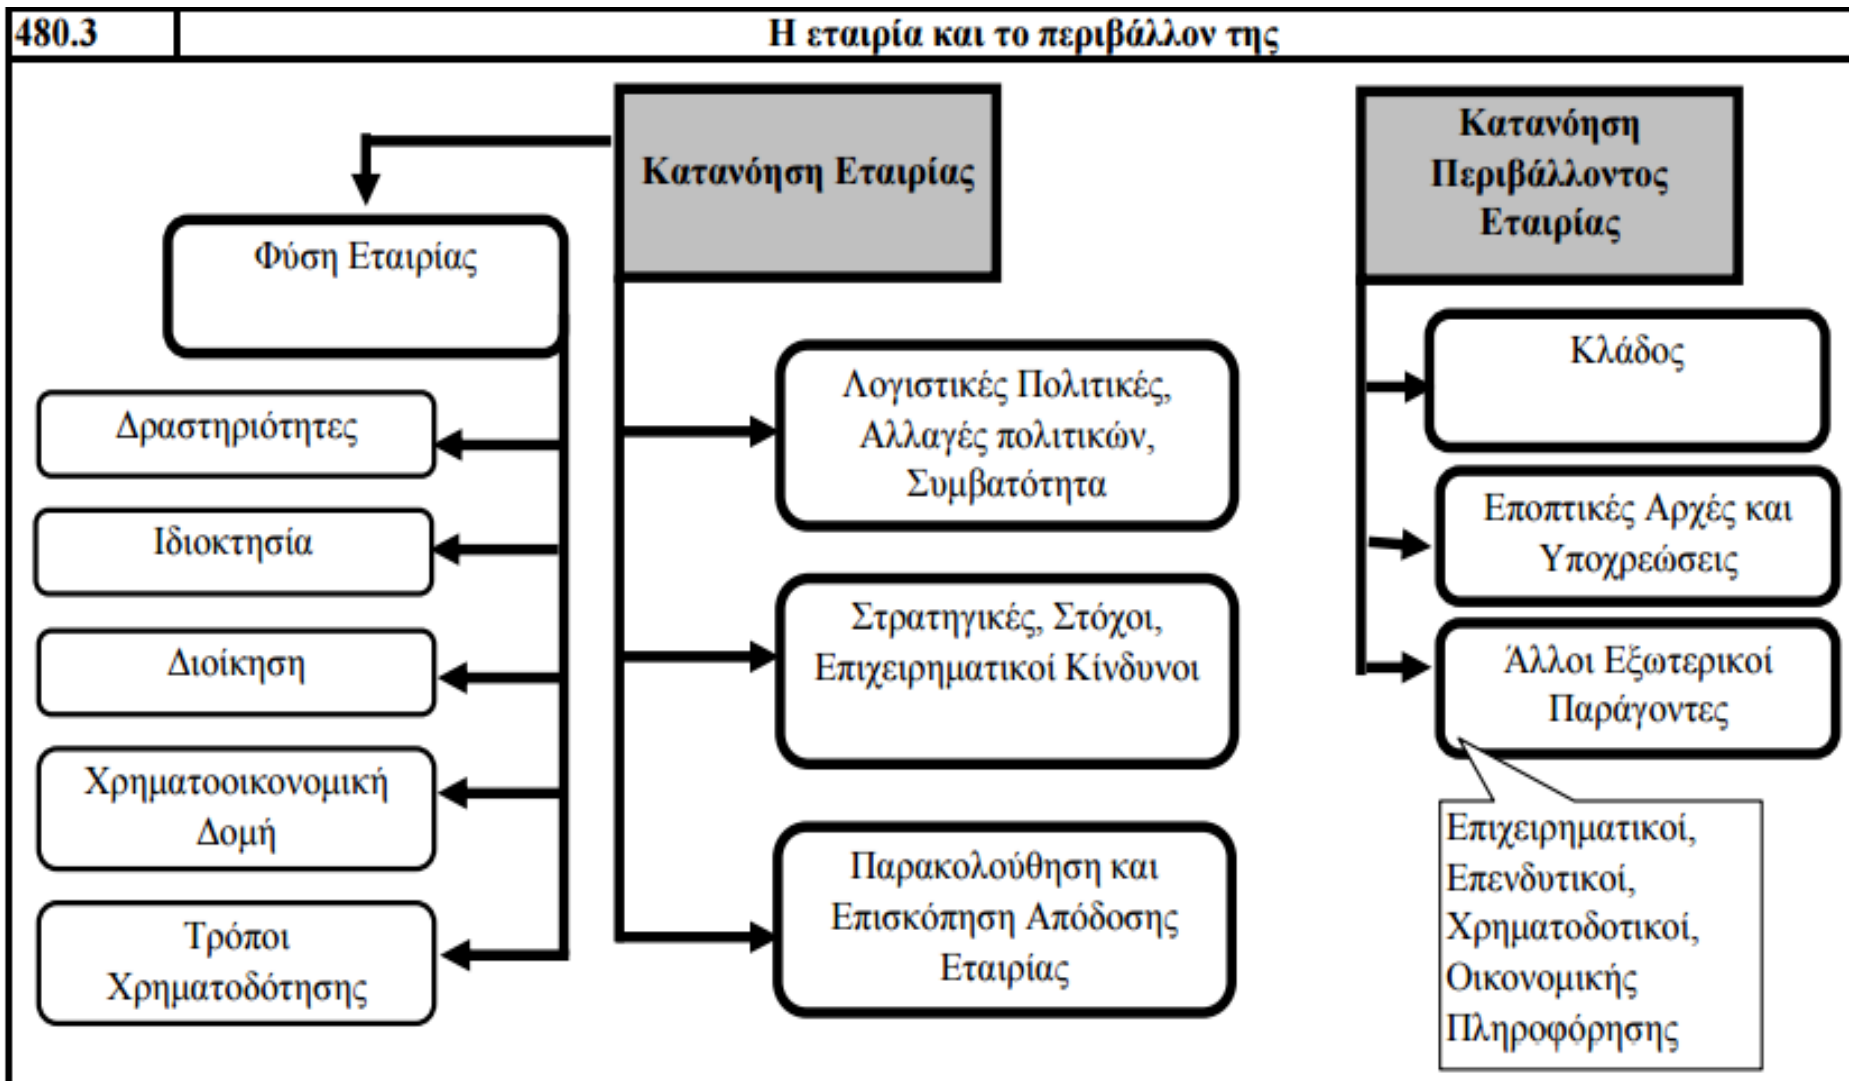 480.3
Η εταιρία και το περιβάλλον της
Κατανόηση Εταιρίας
Φύση Εταιρίας
Δραστηριότητες
Ιδιοκτησία
Διοίκηση
Χρηματοοικονομική
Δομή
Τρόποι
Χρηματοδότησης
Λογιστικές Πολιτικές,
Αλλαγές πολιτικών,
Συμβατότητα
Στρατηγικές, Στόχοι,
Επιχειρηματικοί Κίνδυνοι
Παρακολούθηση και
Επισκόπηση Απόδοσης
Εταιρίας
Κατανόηση
Περιβάλλοντος
Εταιρίας
Κλάδος
Εποπτικές Αρχές και
Υποχρεώσεις
Άλλοι Εξωτερικοί
Παράγοντες
Επιχειρηματικοί,
Επενδυτικοί,
Χρηματοδοτικοί,
Οικονομικής
Πληροφόρησης